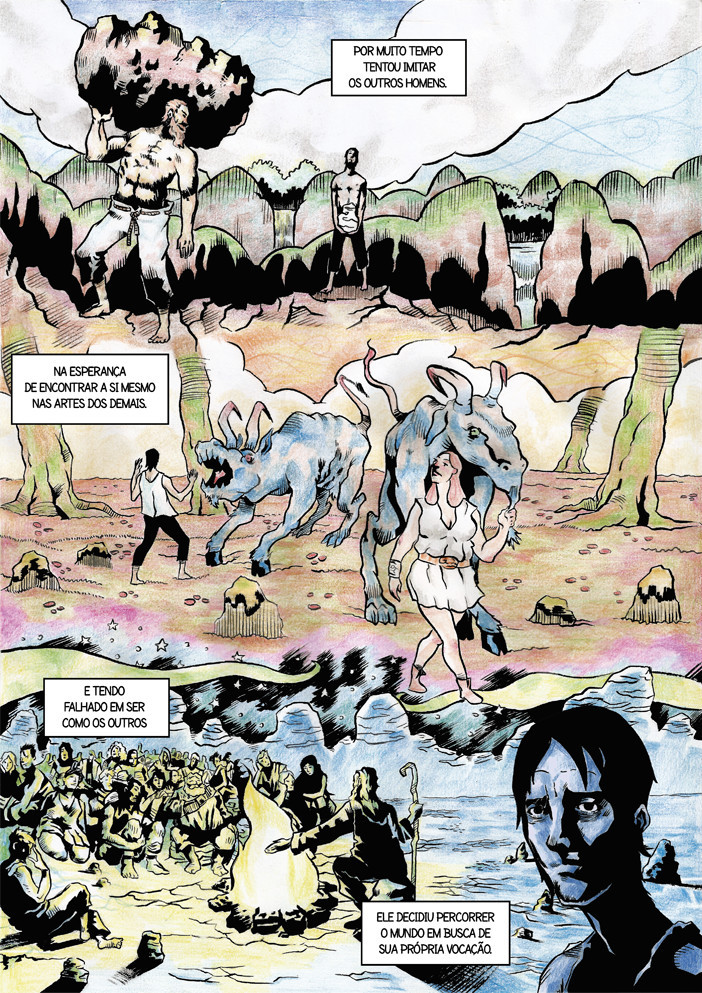 POR MUITO TEMPO
TENTOU IMITAR
OS OUTROS HOMENS.
NA ESPERANÇA
DE ENCONTRAR A SI MESMO
NAS ARTES DOS DEMAIS.
E TENDO
FALHADO EM SER
COMO OS OUTROS
ELE DECIDIU PERCORRER
O MUNDO EM BUSCA DE
SUA PRÓPRIA VOCAÇÃO.